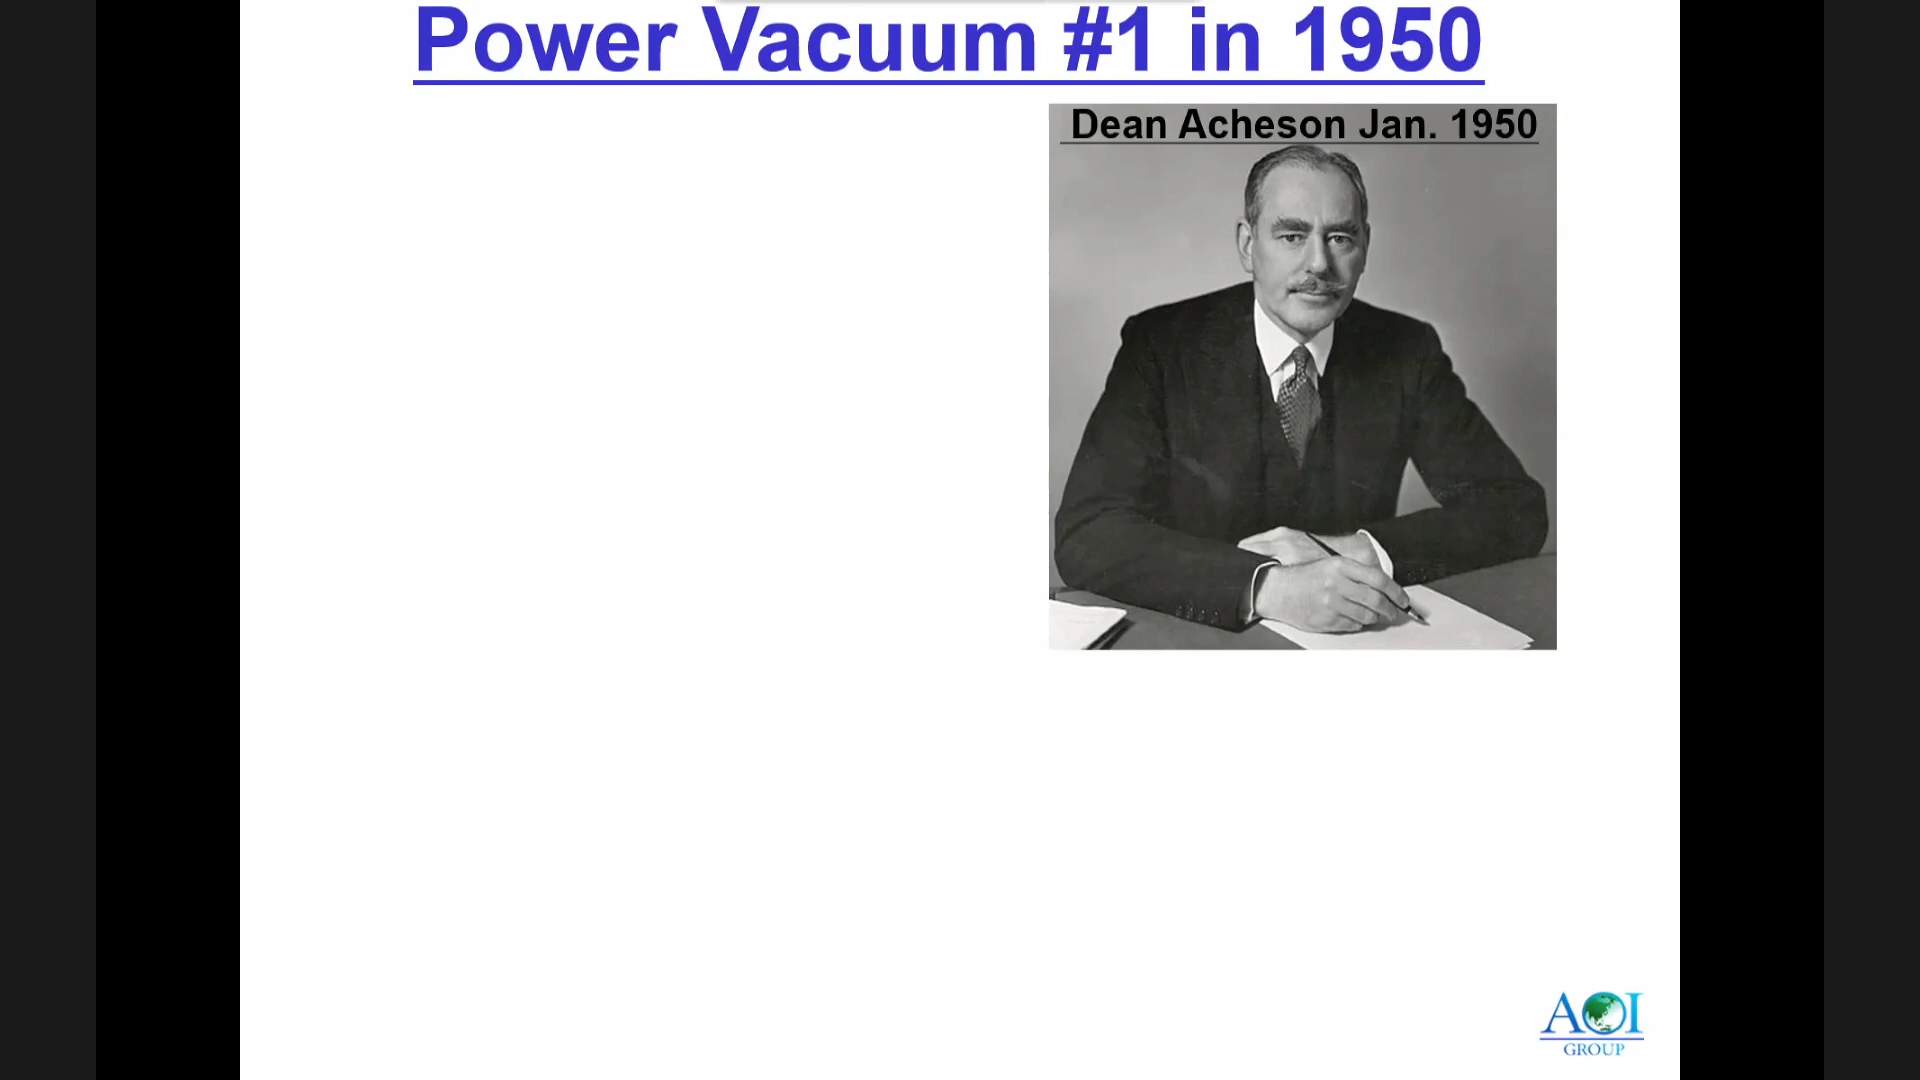 Power Vacuum #1 in 1950
Dean Acheson Jan. 1950
AOI
GROUP